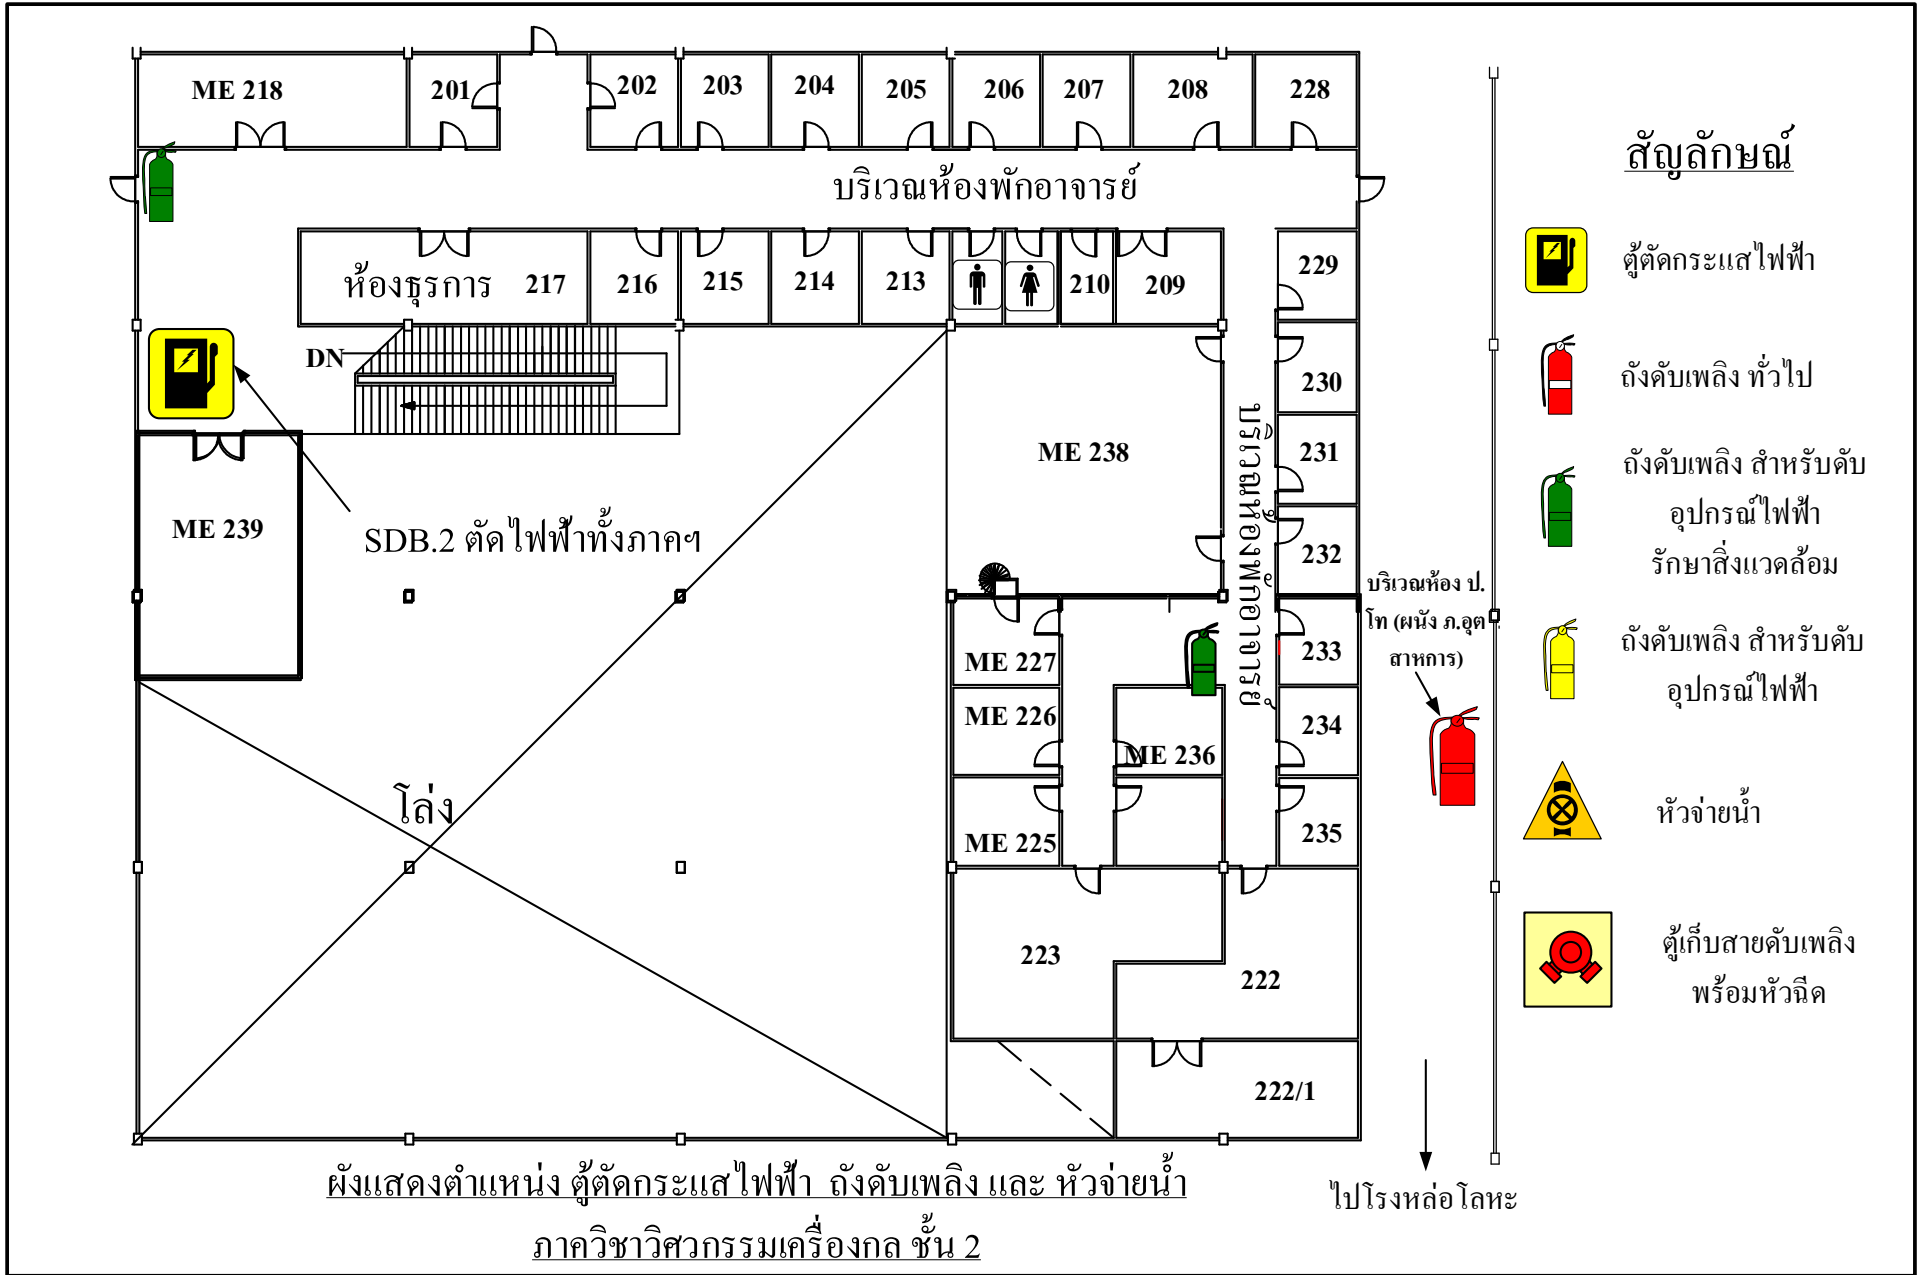 ME 218
201
202
203
204
205
206
207
208
228
บริเวณห้องพักอาจารย์
ห้องธุรการ 217
216
215
214
213
210
209
229
DN
230
231
232
ME 238
บริเวณห้องพักอาจารย์
ME 239
SDB.2 ตัดไฟฟ้าทั้งภาคฯ
ME 227
ME 226
ME 236
ME 225
233
234
235
โล่ง
223
222
222/1
บริเวณห้อง ป.
โท (ผนัง ภ.อุต
สาหการ)
ไปโรงหล่อโลหะ
สัญลักษณ์
ตู้ตัดกระแสไฟฟ้า
ถังดับเพลิง ทั่วไป
ถังดับเพลิง สำหรับดับ
อุปกรณ์ไฟฟ้า
รักษาสิ่งแวดล้อม
ถังดับเพลิง สำหรับดับ
อุปกรณ์ไฟฟ้า
หัวจ่ายน้ำ
ตู้เก็บสายดับเพลิง
พร้อมหัวฉีด
ผังแสดงตำแหน่ง ตู้ตัดกระแสไฟฟ้า ถังดับเพลิง และ หัวจ่ายน้ำ
ภาควิชาวิศวกรรมเครื่องกล ชั้น 2